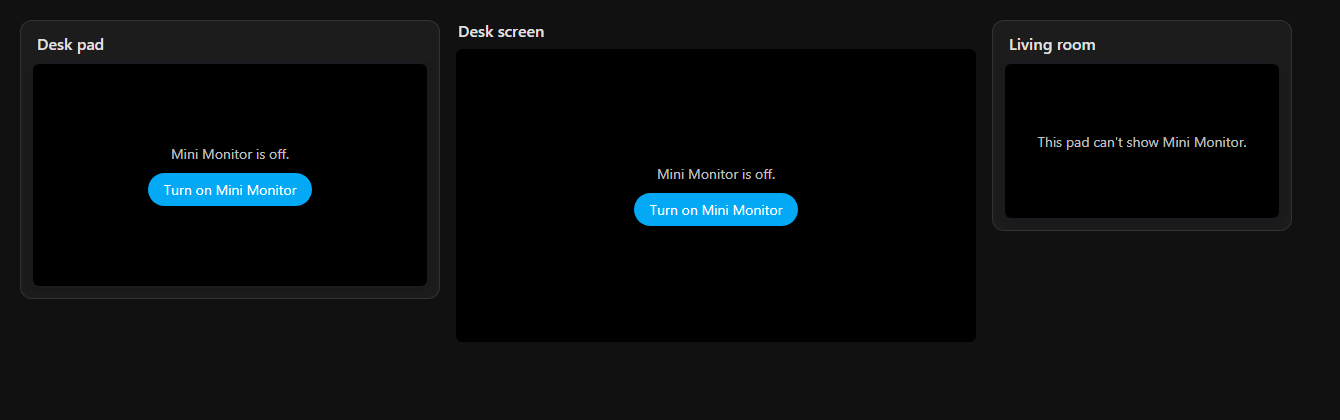 Desk pad
Mini Monitor is off.
Turn on Mini Monitor
Desk screen
Mini Monitor is off.
Turn on Mini Monitor
Living room
This pad can't show Mini Monitor.